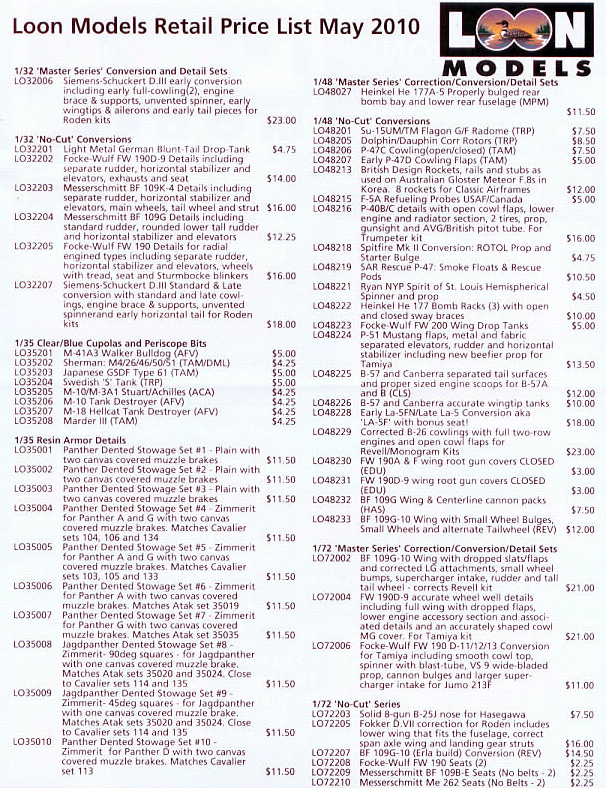 Loon Models Retail Price List May 2010
LOON
MODELS
1/32 'Master Series' Conversion and Detail Sets
LO32006 Siemens-Schuckert D.III early conversion
including early full-cowling(2), engine
brace & supports, unvented spinner, early
wingtips & ailerons and early tail pieces for
Roden kits $23.00
1/32 'No-Cut' Conversions
LO32201 Light Metal German Blunt-Tail Drop-Tank $4.75
LO32202 Focke-Wulf FW 190D-9 Details including
separate rudder, horizontal stabilizer and
elevators, exhausts and seat $14.00
LO32203 Messerschmitt BF 109K-4 Details including
separate rudder, horizontal stabilizer and
elevators, main wheels, tail wheel and strut $16.00
LO32204 Messerschmitt BF 109G Details including
standard rudder, rounded lower tall rudder
and horizontal stabilizer and elevators $12.25
LO32205 Focke-Wulf FW 190 Details for radial
engined types including separate rudder,
horizontal stabilizer and elevators, wheels
with tread, seat and Sturmbocke blinkers $16.00
LO32207 Siemens-Schuckert D.III Standard & Late
conversion with standard and late cowl-
ings, engine brace & supports, unvented
spinnerand early horizontal tail for Roden
kits $18.00
1/35 Clear/Blue Cupolas and Periscope Bits
LO35201 M-41A3 Walker Bulldog (AFV) $5.00
LO35202 Sherman: M4/26/46/50/51 (TAM/DML) $4.25
LO35203 Japanese GSDF Type 61 (TAM) $5.00
LO35204 Swedish 'S' Tank (TRP) $5.00
LO35205 M-10/M-3A1 Stuart/Achilles (ACA) $4.25
LO35206 M-10 Tank Destroyer (AFV) $4.25
LO35207 M-18 Hellcat Tank Destroyer (AFV) $4.25
LO35208 Marder III (TAM) $4.25
1/35 Resin Armor Details
LO35001 Panther Dented Stowage Set #1 - Plain with
two canvas covered muzzle brakes $11.50
LO35002 Panther Dented Stowage Set #2 - Plain with
two canvas covered muzzle brakes $11.50
LO35003 Panther Dented Stowage Set #3 - Plain with
two canvas covered muzzle brakes $11.50
LO35004 Panther Dented Stowage Set #4 - Zimmerit
for Panther A and G with two canvas
covered muzzle brakes. Matches Cavalier
sets 104, 106 and 134 $11.50
LO35005 Panther Dented Stowage Set #5 - Zimmerit
for Panther A and G with two canvas
covered muzzle brakes. Matches Cavalier
sets 103, 105 and 133 $11.50
LO35006 Panther Dented Stowage Set #6 - Zimmerit
for Panther A with two canvas covered
muzzle brakes. Matches Atak set 35019 $11.50
LO35007 Panther Dented Stowage Set #7 - Zimmerit
for Panther G with two canvas covered
muzzle brakes. Matches Atak set 35035 $11.50
LO35008 Jagdpanther Dented Stowage Set #8 -
Zimmerit- 90deg squares - for Jagdpanther
with one canvas covered muzzle brake.
Matches Atak sets 35020 and 35024. Close
to Cavalier sets 114 and 135 $11.50
LO35009 Jagdpanther Dented Stowage Set #9 -
Zimmerit- 45deg squares - for Jagdpanther
with one canvas covered muzzle brake.
Matches Atak sets 35020 and 35024. Close
to Cavalier sets 114 and 135 $11.50
LO35010 Panther Dented Stowage Set #10 -
Zimmerit for Panther D with two canvas
covered muzzle brakes. Matches Cavalier
set 113 $11.50
1/48 'Master Series' Correction/Conversion/Detail Sets
LO48027 Heinkel He 177A-5 Properly bulged rear
bomb bay and lower rear fuselage (MPM)
$11.50
1/48 'No-Cut' Conversions
LO48201 Su-15UM/TM Flagon G/F Radome (TRP) $7.50
LO48205 Dolphin/Dauphin Corr Rotors (TRP) $8.50
LO48206 P-47C Cowling(open/closed) (TAM) $7.50
LO48207 Early P-47D Cowling Flaps (TAM) $5.00
LO48213 British Design Rockets, rails and stubs as
used on Australian Gloster Meteor F.8s in
Korea. 8 rockets for Classic Airframes $12.00
LO48215 F-5A Refueling Probes USAF/Canada $5.00
LO48216 P-40B/C details with open cowl flaps, lower
engine and radiator section, 2 tires, prop,
gunsight and AVG/British pitot tube. For
Trumpeter kit $16.00
LO48218 Spitfire Mk II Conversion: ROTOL Prop and
Starter Bulge $4.75
LO48219 SAR Rescue P-47: Smoke Floats & Rescue
Pods $10.50
LO48221 Ryan NYP Spirit of St. Louis Hemispherical
Spinner and prop $4.50
LO48222 Heinkel He 177 Bomb Racks (3) with open
and closed sway braces $10.00
LO48223 Focke-Wulf FW 200 Wing Drop Tanks $5.00
LO48224 P-51 Mustang flaps, metal and fabric
separated elevators, rudder and horizontal
stabilizer including new beefier prop for
Tamiya $13.50
LO48225 B-57 and Canberra separated tail surfaces
and proper sized engine scoops for B-57A
and B (CLS) $12.00
LO48226 B-57 and Canberra accurate wingtip tanks $10.00
LO48228 Early La-5FN/Late La-5 Conversion aka
'LA-5F' with bonus seat! $18.00
LO48229 Corrected B-26 cowlings with full two-row
engines and open cowl flaps for
Revell/Monogram Kits $23.00
LO48230 FW 190A & F wing root gun covers CLOSED
(EDU) $3.00
LO48231 FW 190D-9 wing root gun covers CLOSED
(EDU) $3.00
LO48232 BF 109G Wing & Centerline cannon packs
(HAS) $7.50
LO48233 BF 109G-10 Wing with Small Wheel Bulges,
Small Wheels and alternate Tailwheel (REV) $12.00
1/72 'Master Series' Correction/Conversion/Detail Sets
LO72002 BF 109G-10 Wing with dropped slats/flaps
and corrected LG attachments, small wheel
bumps, supercharger intake, rudder and tall
tail wheel - corrects Revell kit $21.00
LO72004 FW 190D-9 accurate wheel well details
including full wing with dropped flaps,
lower engine accessory section and associ-
ated details and an accurately shaped cowl
MG cover. For Tamiya kit $21.00
LO72006 Focke-Wulf FW 190 D-11/12/13 Conversion
for Tamiya including smooth cowl top,
spinner with blast-tube, VS 9 wide-bladed
prop, cannon bulges and larger super-
charger intake for Jumo 213F $11.00
1/72 'No-Cut' Series
LO72203 Solid 8-gun B-25J nose for Hasegawa $7.50
LO72205 Fokker D.VII correction for Roden includes
lower wing that fits the fuselage, correct
span axle wing and landing gear struts $16.00
LO72207 BF 109G-10 (Erla build) Conversion (REV) $14.50
LO72208 Focke-Wulf FW 190 Seats (2) $2.25
LO72209 Messerschmitt BF 109B-E Seats (No belts - 2) $2.25
LO72210 Messerschmitt Me 262 Seats (No belts - 2) $2.25